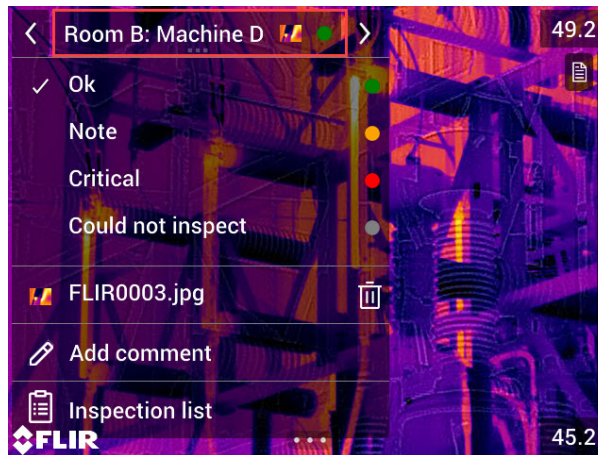 Room B: Machine D
49.2
Ok
Note
Critical
Could not inspect
FLIR0003.jpg
Add comment
Inspection list
FLIR
45.2